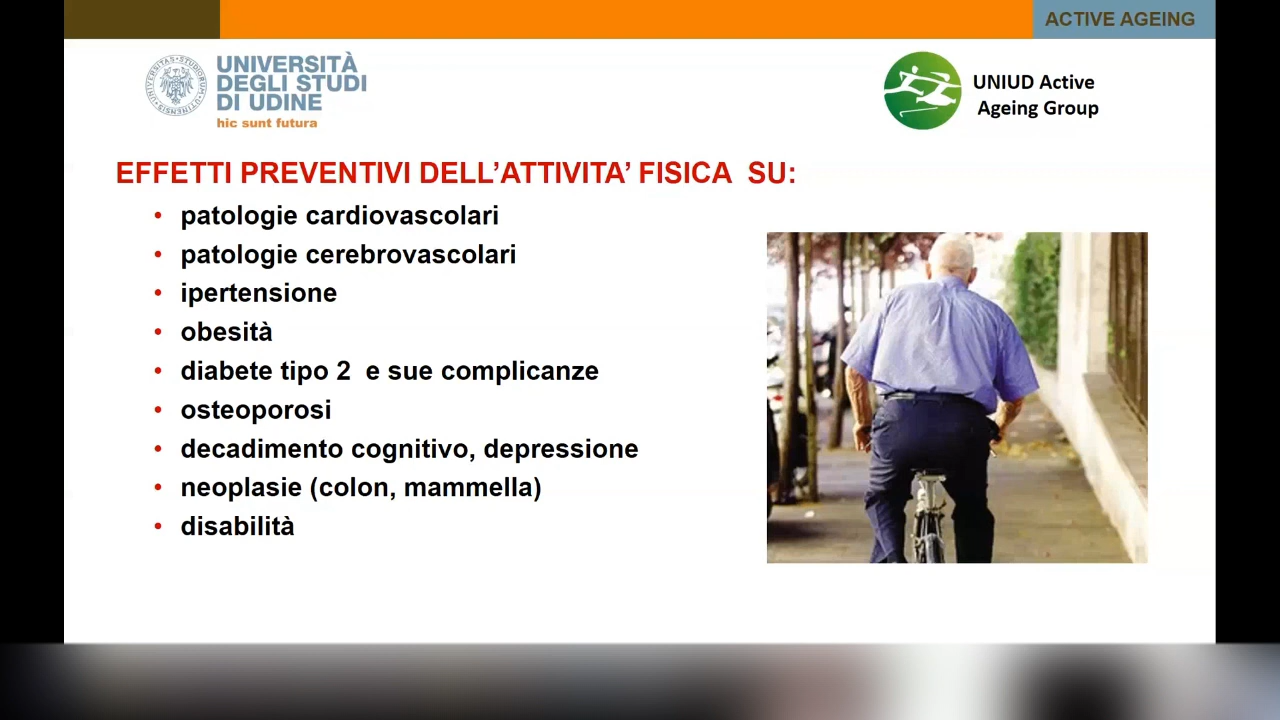 ACTIVE AGEING
UNIVERSITÀ
DEGLI STUDI
DI UDINE
hic sunt futura
UNIUD Active
Ageing Group
EFFETTI PREVENTIVI DELL’ATTIVITA’ FISICA SU:
• patologie cardiovascolari
• patologie cerebrovascolari
• ipertensione
• obesità
• diabete tipo 2 e sue complicanze
• osteoporosi
• decadimento cognitivo, depressione
• neoplasie (colon, mammella)
• disabilità